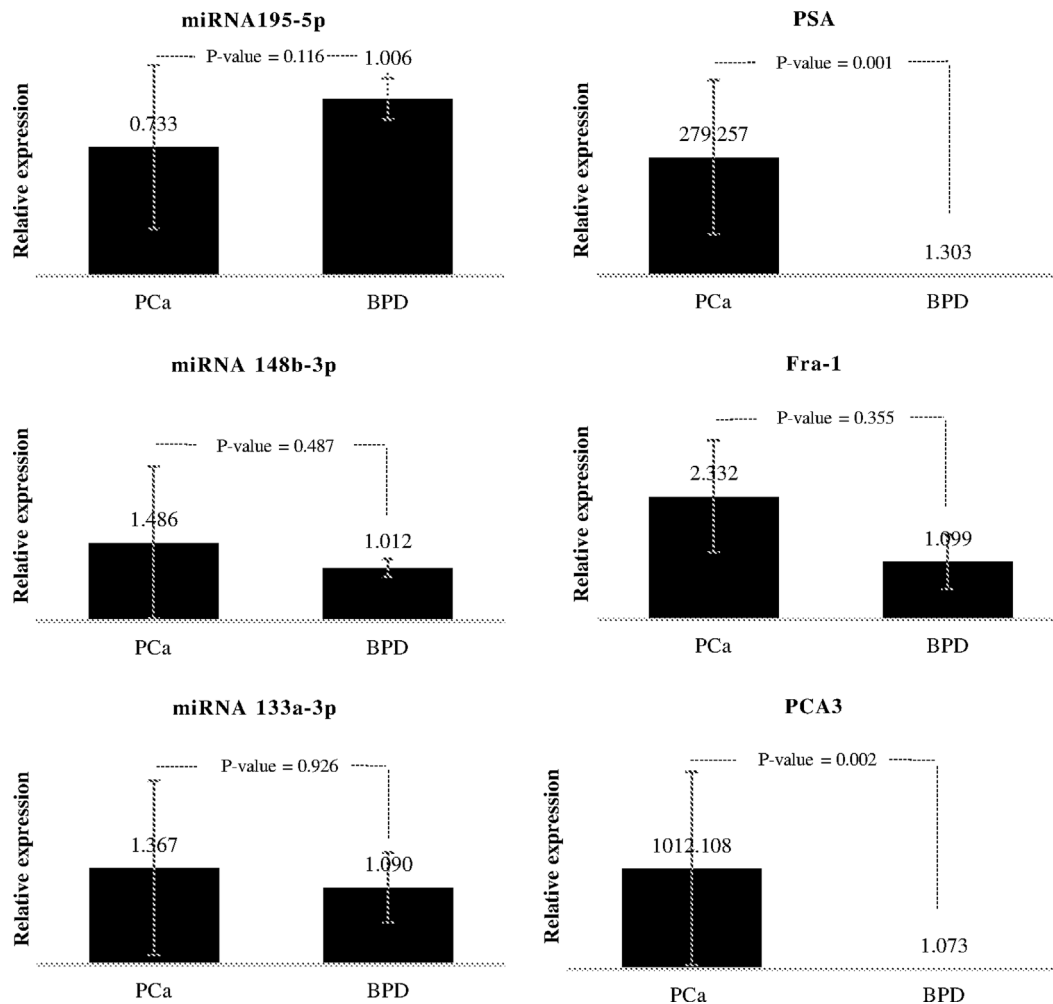 miRNA195-5p
P-value = 0.116
1.006
0.733
Relative expression
PCa
BPD
PSA
P-value = 0.001
279.257
1.303
Relative expression
PCa
BPD
miRNA 148b-3p
P-value = 0.487
1.486
1.012
Relative expression
PCa
BPD
Fra-1
P-value = 0.355
2.332
1.099
Relative expression
PCa
BPD
miRNA 133a-3p
P-value = 0.926
1.367
1.090
Relative expression
PCa
BPD
PCA3
P-value = 0.002
1012.108
1.073
Relative expression
PCa
BPD